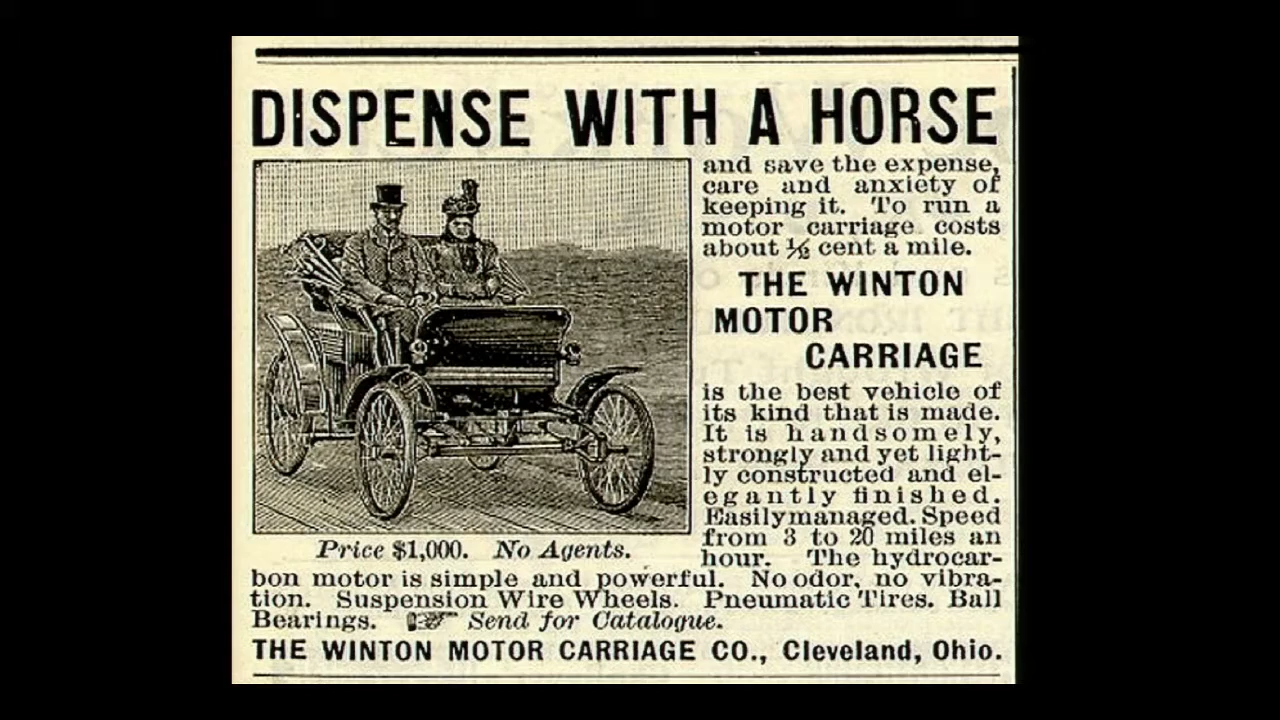 DISPENSE WITH A HORSE
and save the expense,
care and anxiety of
keeping it. To run a
motor carriage costs
about ½ cent a mile.
THE WINTON
MOTOR
CARRIAGE
is the best vehicle of
its kind that is made.
It is handsomely,
strongly and yet light-
ly constructed and el-
egantly finished.
Easily managed. Speed
from 3 to 20 miles an
hour. The hydrocar-
Price $1,000. No Agents.
bon motor is simple and powerful. No odor, no vibra-
tion. Suspension Wire Wheels. Pneumatic Tires. Ball
Bearings. ☞ Send for Catalogue.
THE WINTON MOTOR CARRIAGE CO., Cleveland, Ohio.